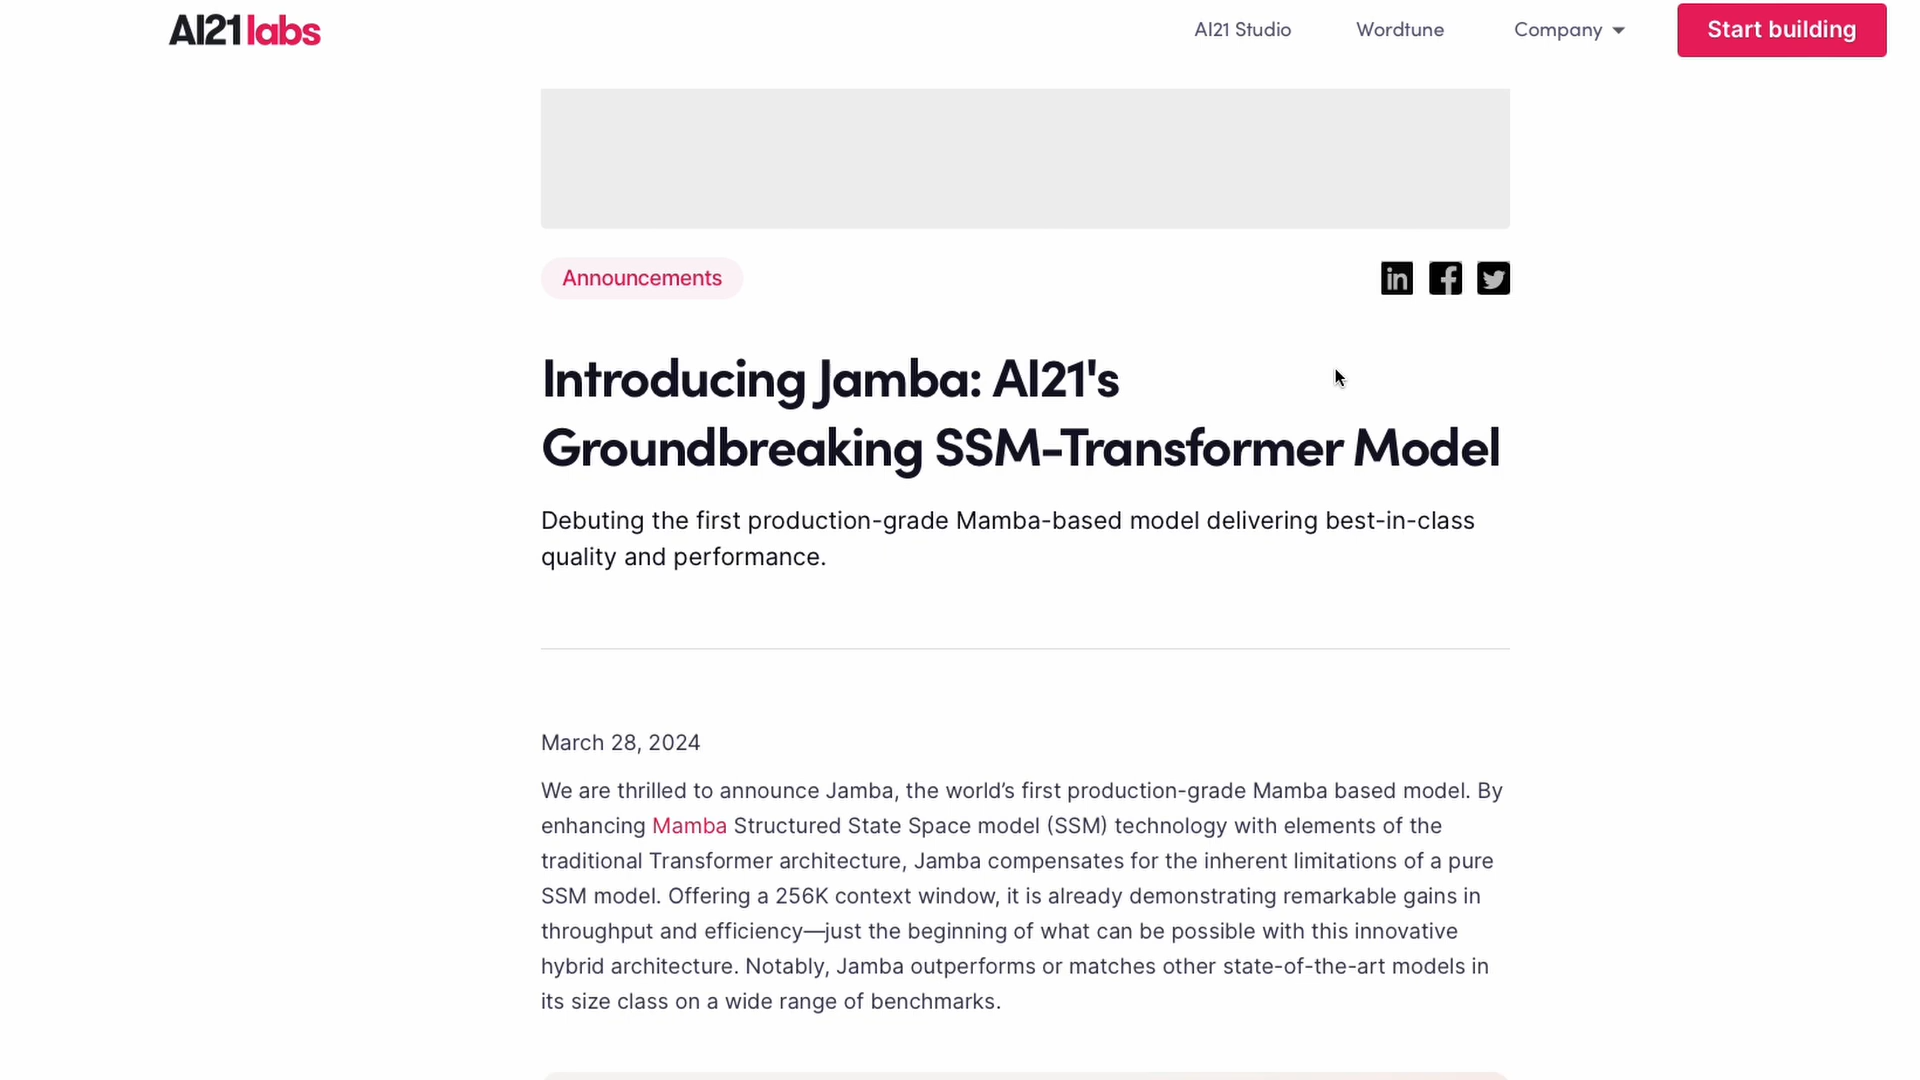 AI21labs
AI21 Studio
Wordtune
Company
Start building
Announcements
Introducing Jamba: AI21's
Groundbreaking SSM-Transformer Model
Debuting the first production-grade Mamba-based model delivering best-in-class
quality and performance.
March 28, 2024
We are thrilled to announce Jamba, the world’s first production-grade Mamba based model. By
enhancing Mamba Structured State Space model (SSM) technology with elements of the
traditional Transformer architecture, Jamba compensates for the inherent limitations of a pure
SSM model. Offering a 256K context window, it is already demonstrating remarkable gains in
throughput and efficiency—just the beginning of what can be possible with this innovative
hybrid architecture. Notably, Jamba outperforms or matches other state-of-the-art models in
its size class on a wide range of benchmarks.